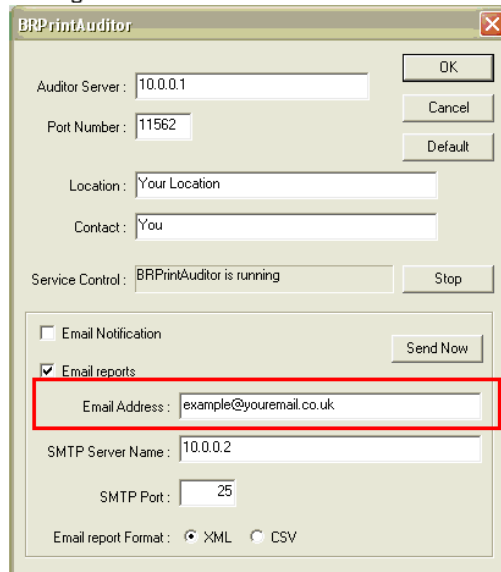 BRPrintAuditor
OK
Auditor Server : 10.0.0.1
Cancel
Port Number : 11562
Default
Location : Your Location
Contact : You
Service Control : BRPrintAuditor is running Stop
Email Notification
Send Now
Email reports
Email Address : example@youremail.co.uk
SMTP Server Name : 10.0.0.2
SMTP Port : 25
Email report Format : XML CSV